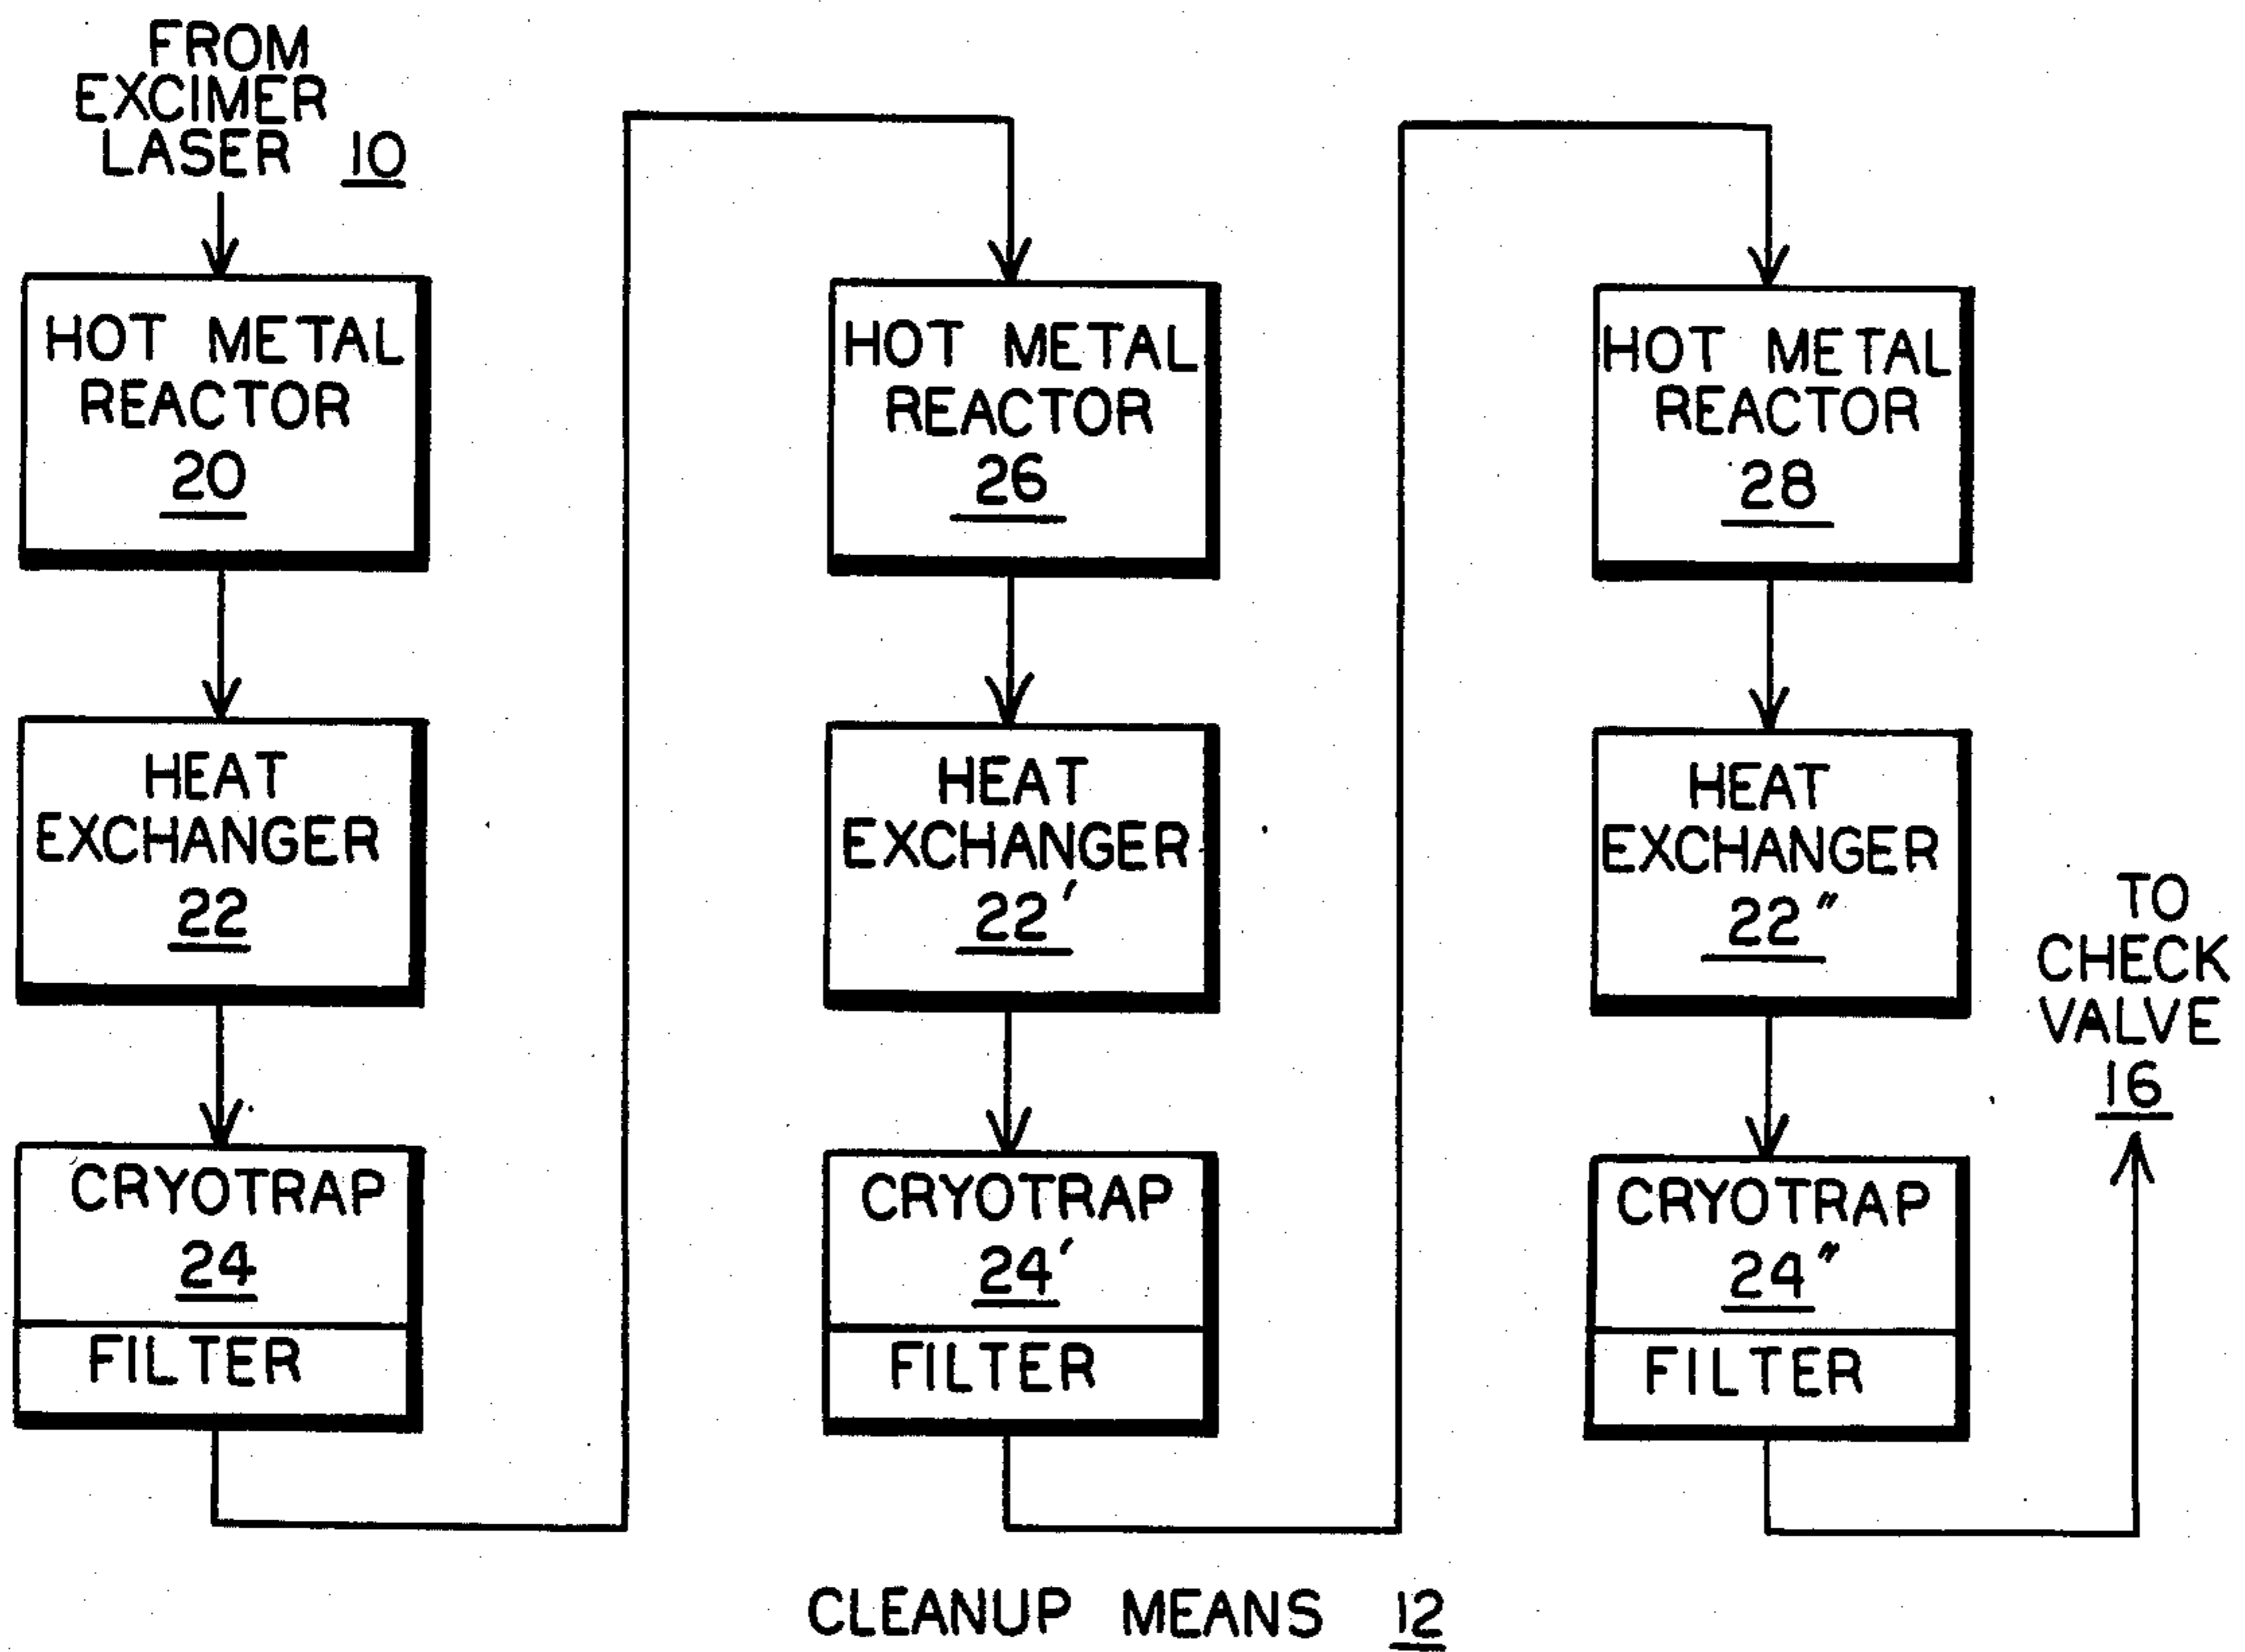 FROM
EXCIMER
LASER 10
HOT METAL
REACTOR
20
HEAT
EXCHANGER
22
CRYOTRAP
24
FILTER
HOT METAL
REACTOR
26
HEAT
EXCHANGER
22′
CRYOTRAP
24′
FILTER
HOT METAL
REACTOR
28
HEAT
EXCHANGER
22″
CRYOTRAP
24″
FILTER
TO
CHECK
VALVE
16
CLEANUP MEANS 12